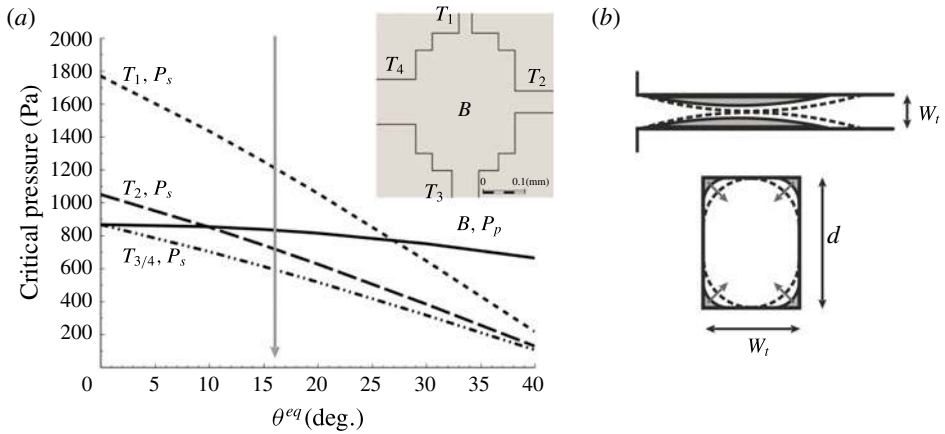 (a)
Critical pressure (Pa)
2000
1800
1600
1400
1200
1000
800
600
400
200
0
5
10
15
20
25
30
35
40
θ^eq (deg.)
T₁, Pₛ
T₂, Pₛ
T₃/₄, Pₛ
B, Pₚ
T₁
T₄
T₂
B
T₃
0 0.1(mm)
(b)
Wₜ
d
Wₜ